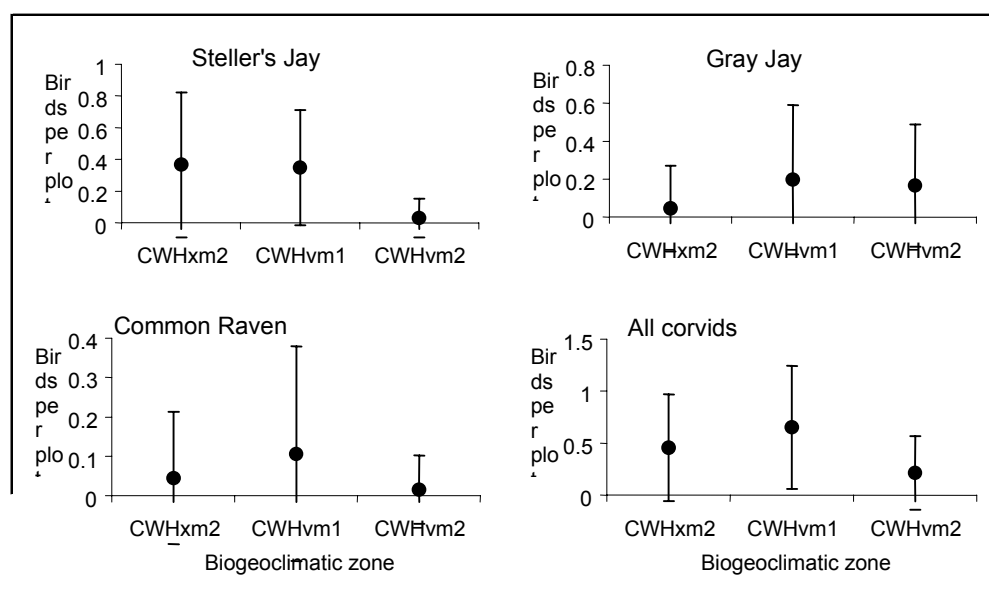 Steller's Jay
Bir
ds
pe
r
plo
1
0.8
0.6
0.4
0.2
0
CWHxm2 CWHvm1 CWHvm2
Gray Jay
Bir
ds
pe
r
plo
0.8
0.6
0.4
0.2
0
CWHxm2 CWHvm1 CWHvm2
Common Raven
Bir
ds
pe
r
plo
0.4
0.3
0.2
0.1
0
CWHxm2 CWHvm1 CWHvm2
Biogeoclimatic zone
All corvids
Bir
ds
pe
r
plo
1.5
1
0.5
0
CWHxm2 CWHvm1 CWHvm2
Biogeoclimatic zone